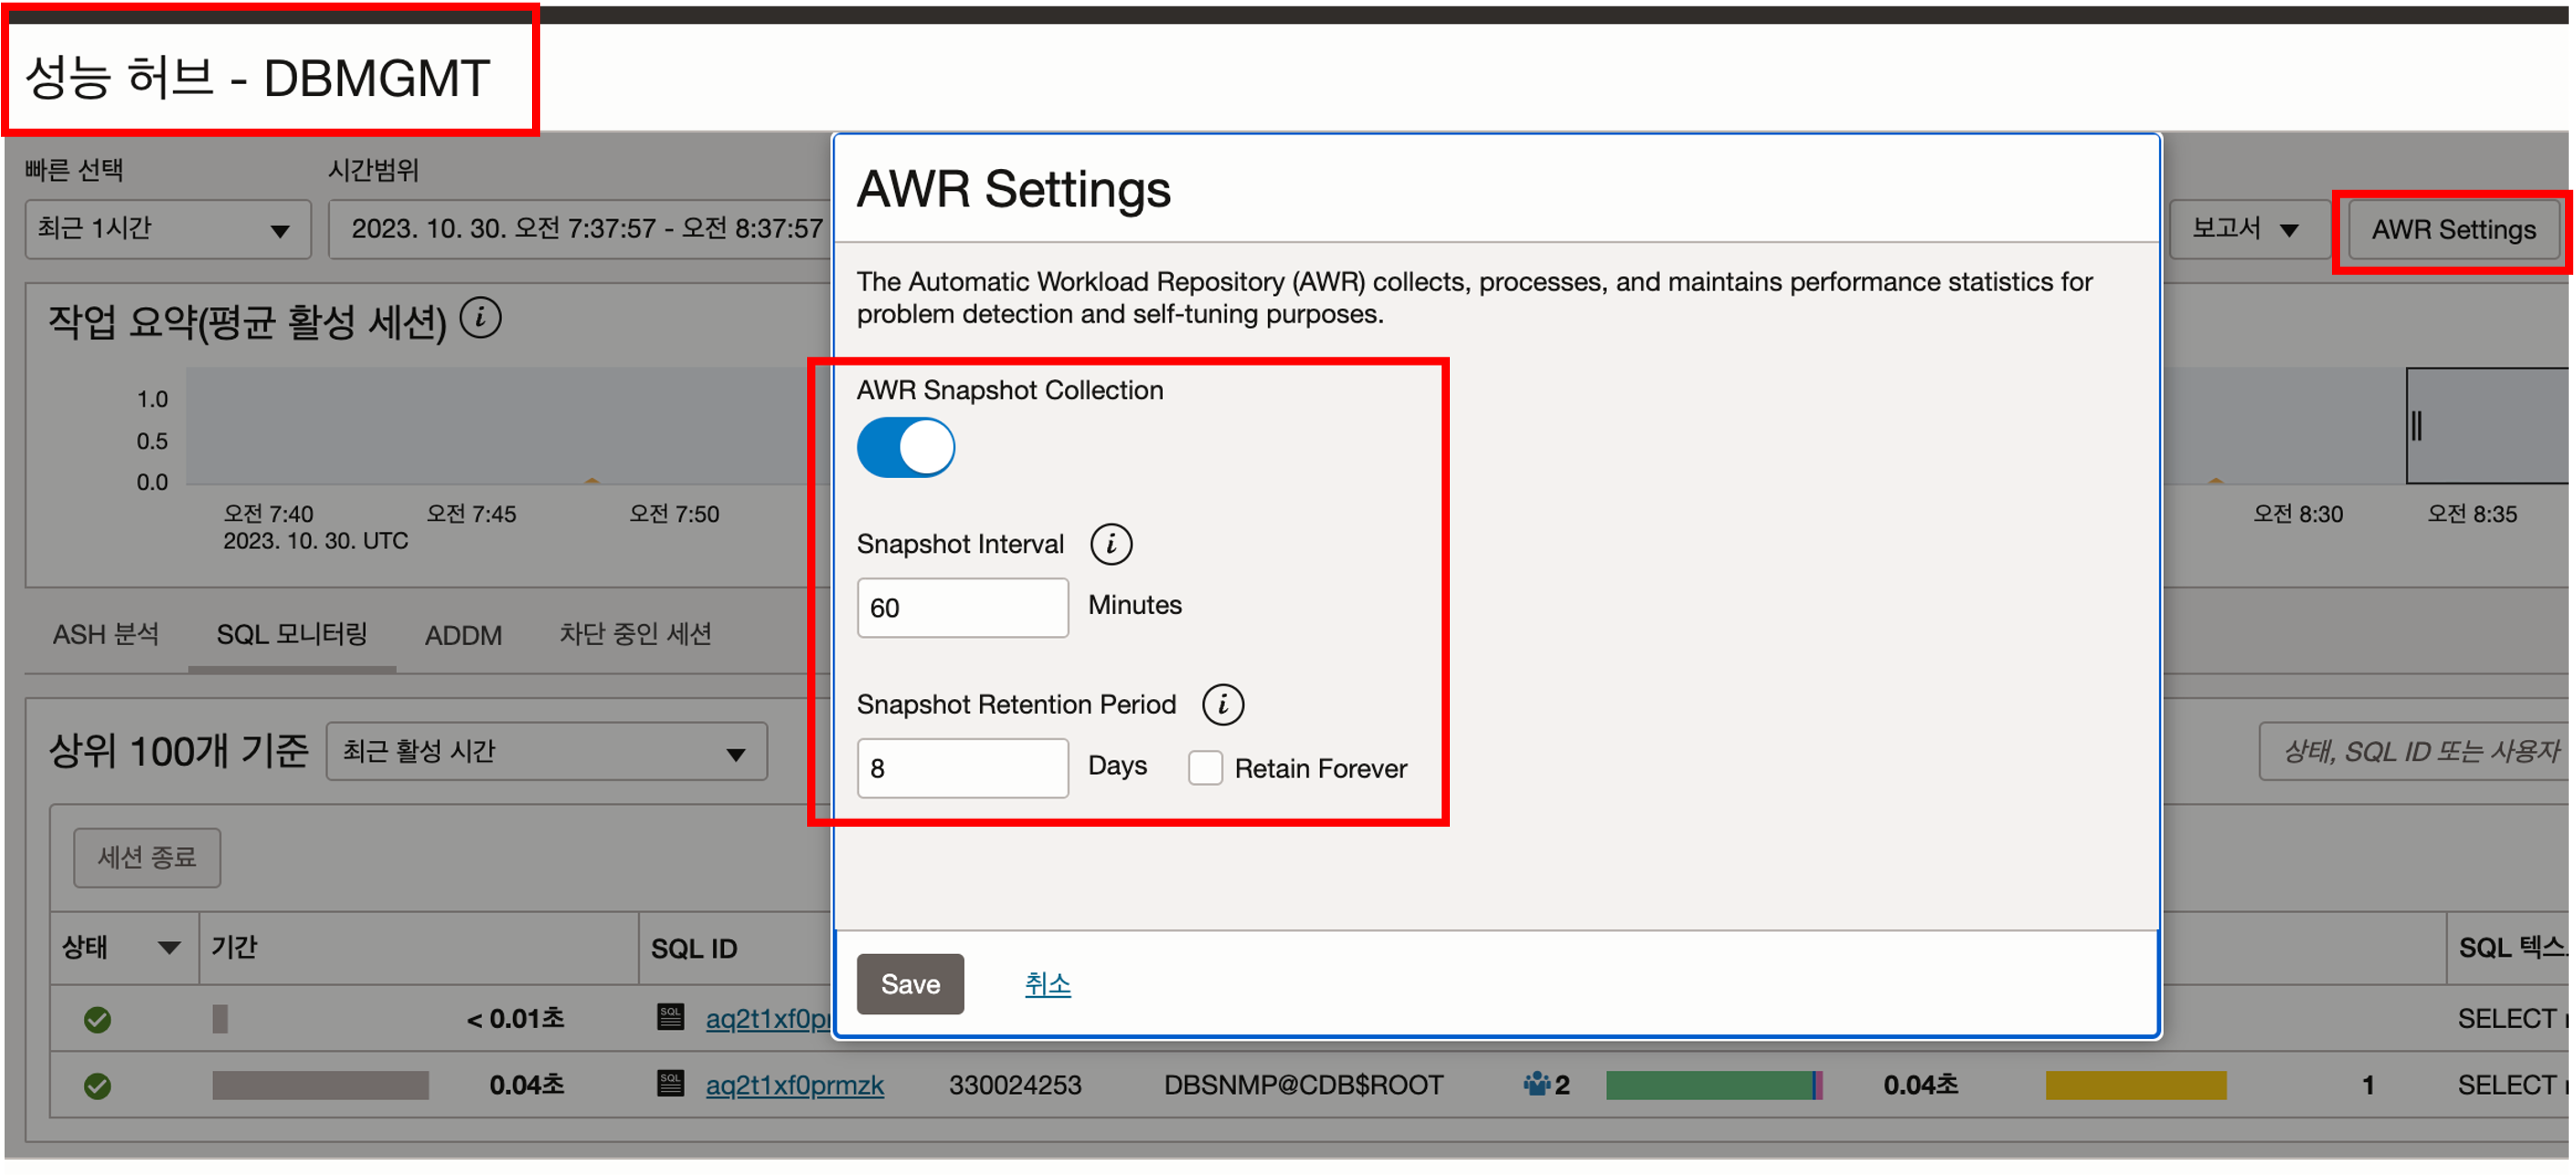 성능 허브 - DBMGMT
빠른 선택
시간범위
최근 1시간
2023. 10. 30. 오전 7:37:57 - 오전 8:37:57
보고서
AWR Settings
작업 요약(평균 활성 세션)
1.0
0.5
0.0
오전 7:40
오전 7:45
오전 7:50
오전 8:30
오전 8:35
2023. 10. 30. UTC
ASH 분석
SQL 모니터링
ADDM
차단 중인 세션
상위 100개 기준
최근 활성 시간
상태, SQL ID 또는 사용자
세션 종료
상태
기간
SQL ID
SQL 텍스
< 0.01초
SQL
aq2t1xf0p
SELECT
0.04초
SQL
aq2t1xf0prmzk
330024253
DBSNMP@CDB$ROOT
2
0.04초
1
SELECT
AWR Settings
The Automatic Workload Repository (AWR) collects, processes, and maintains performance statistics for
problem detection and self-tuning purposes.
AWR Snapshot Collection
Snapshot Interval
60 Minutes
Snapshot Retention Period
8 Days Retain Forever
Save
취소